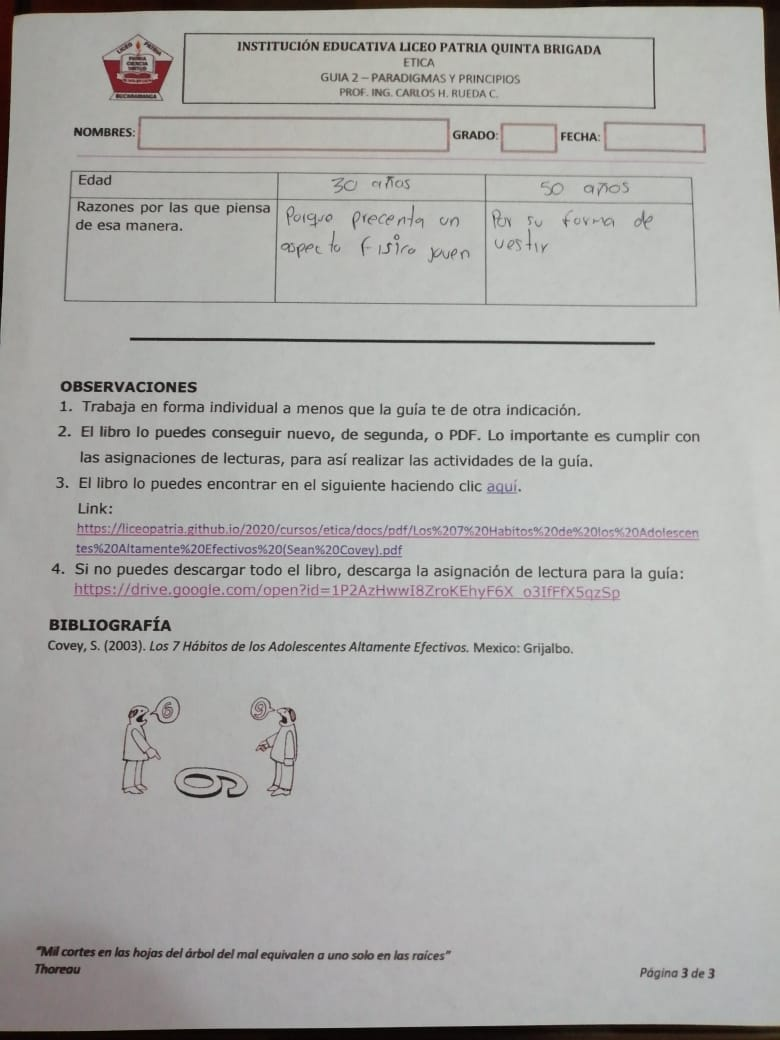 LICEO PATRIA
PATRIA
CIENCIA
VIRTUD
BUCARAMANGA
INSTITUCIÓN EDUCATIVA LICEO PATRIA QUINTA BRIGADA
ETICA
GUIA 2 – PARADIGMAS Y PRINCIPIOS
PROF. ING. CARLOS H. RUEDA C.
NOMBRES: GRADO: FECHA:
Edad 30 años 50 años
Razones por las que piensa Porque precenta un Por su forma de
de esa manera. aspecto fisico joven vestir
OBSERVACIONES
1. Trabaja en forma individual a menos que la guía te de otra indicación.
2. El libro lo puedes conseguir nuevo, de segunda, o PDF. Lo importante es cumplir con
las asignaciones de lecturas, para así realizar las actividades de la guía.
3. El libro lo puedes encontrar en el siguiente haciendo clic aquí.
Link:
https://liceopatria.github.io/2020/cursos/etica/docs/pdf/Los%207%20Habitos%20de%20los%20Adolescen
tes%20Altamente%20Efectivos%20(Sean%20Covey).pdf
4. Si no puedes descargar todo el libro, descarga la asignación de lectura para la guía:
https://drive.google.com/open?id=1P2AzHwwI8ZroKEhyF6X_o3IfFfX5qzSp
BIBLIOGRAFÍA
Covey, S. (2003). Los 7 Hábitos de los Adolescentes Altamente Efectivos. Mexico: Grijalbo.
6 9
6
"Mil cortes en las hojas del árbol del mal equivalen a uno solo en las raíces"
Thoreau
Página 3 de 3